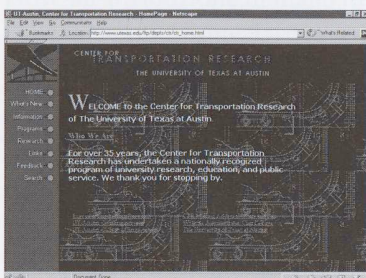 UT-Austin, Center for Transportation Research - HomePage - Netscape
File Edit View Go Communicator Help
Bookmarks Location: http://www.utexas.edu/ftp/depts/ctr/ctr_home.html What's Related
CENTER FOR
TRANSPORTATION RESEARCH
THE UNIVERSITY OF TEXAS AT AUSTIN
HOME
What's New
Information
Programs
Research
Links
Feedback
Search
WELCOME to the Center for Transportation Research
of The University of Texas at Austin
Who We Are
For over 35 years, the Center for Transportation
Research has undertaken a nationally recognized
program of university research, education, and public
service. We thank you for stopping by.
Document: Done